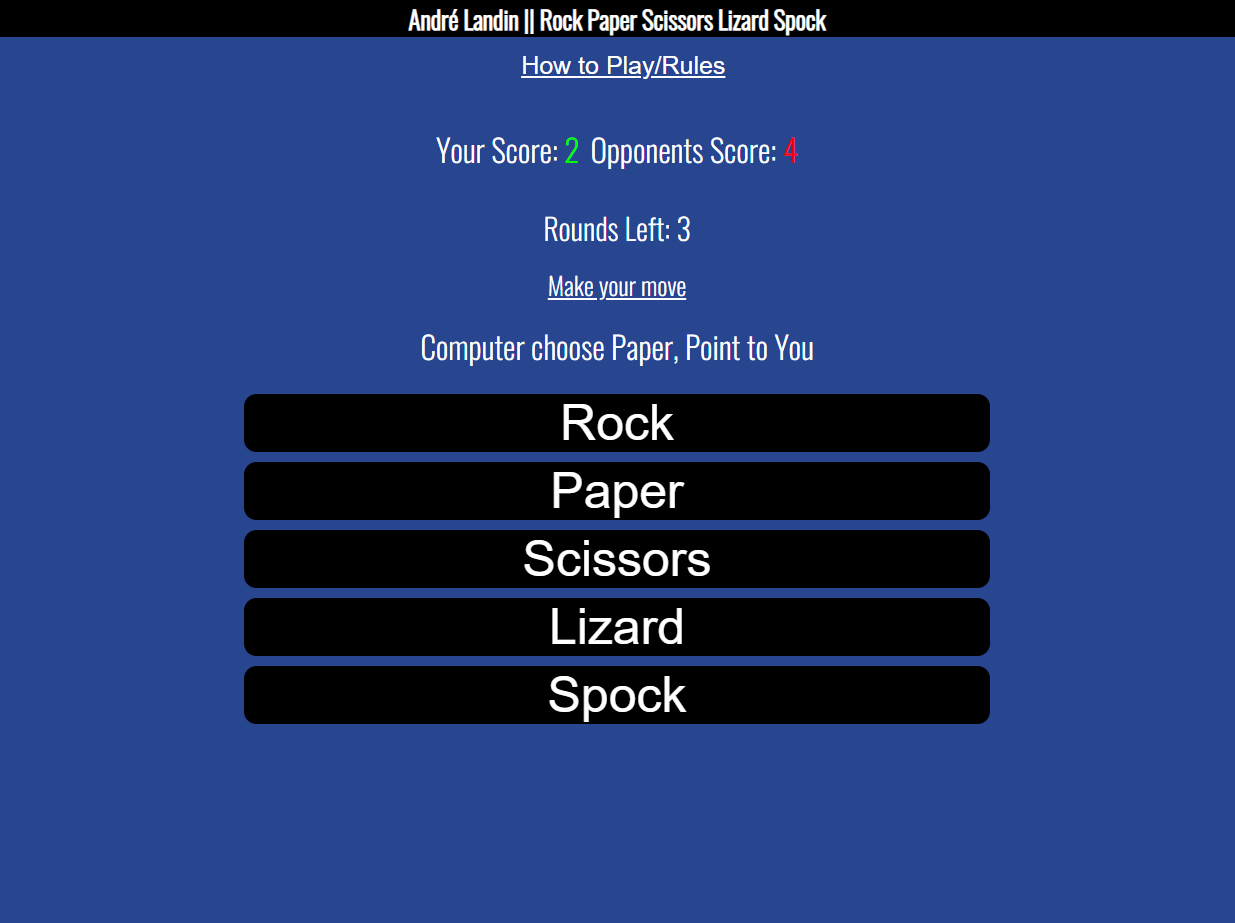 André Landin || Rock Paper Scissors Lizard Spock
How to Play/Rules
Your Score: 2 Opponents Score: 4
Rounds Left: 3
Make your move
Computer choose Paper, Point to You
Rock
Paper
Scissors
Lizard
Spock